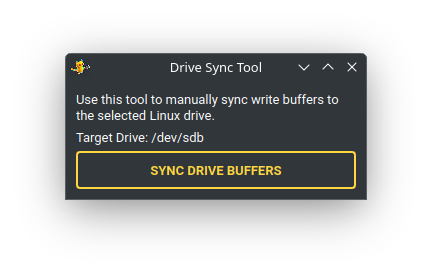 Drive Sync Tool
Use this tool to manually sync write buffers to
the selected Linux drive.
Target Drive: /dev/sdb
SYNC DRIVE BUFFERS